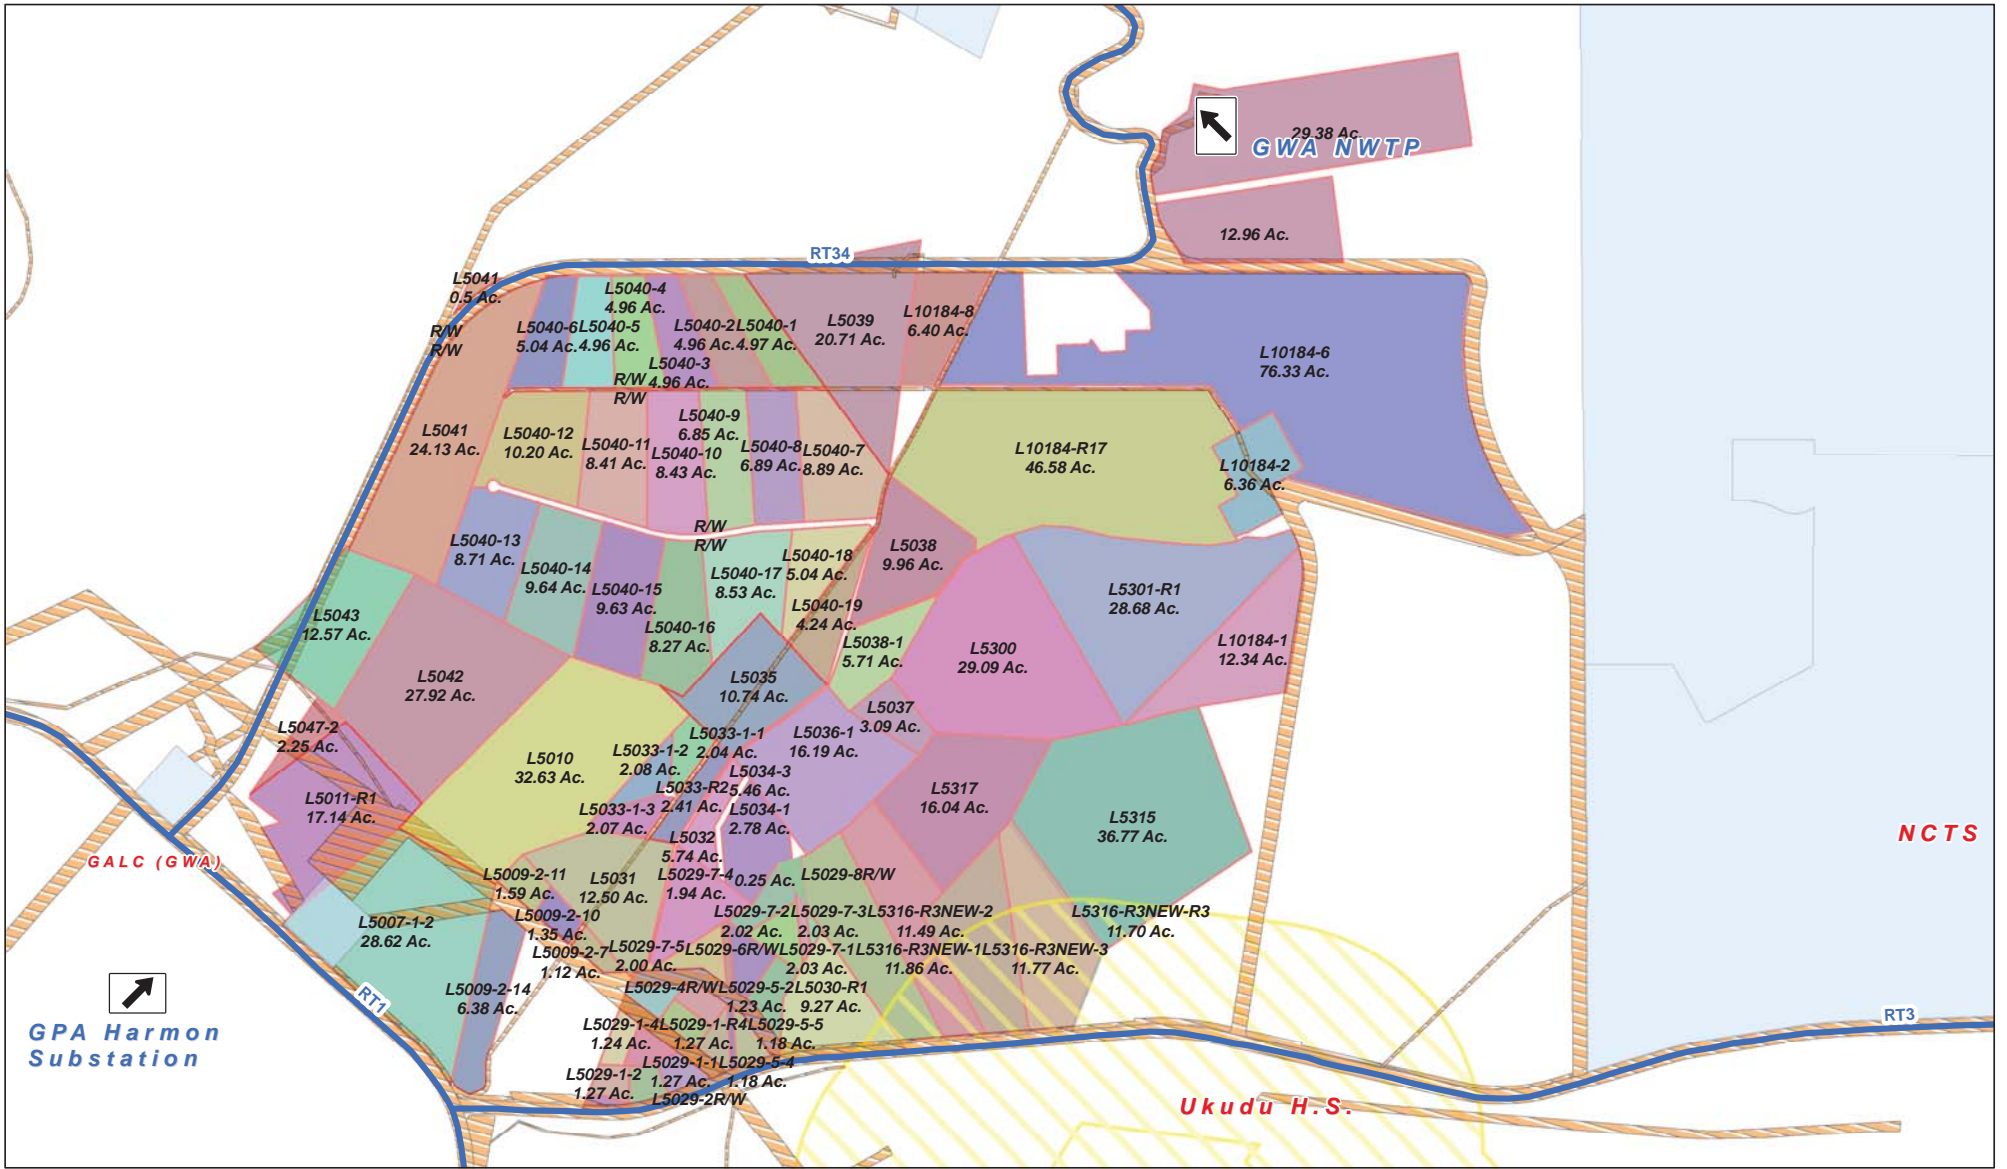 29.38 Ac.
GWA NWTP
12.96 Ac.
RT34
L5041
0.5 Ac.
R/W
R/W
L5040-6
5.04 Ac.
L5040-5
4.96 Ac.
L5040-4
4.96 Ac.
L5040-3
4.96 Ac.
L5040-2
4.96 Ac.
L5040-1
4.97 Ac.
L5039
20.71 Ac.
L10184-8
6.40 Ac.
L10184-6
76.33 Ac.
R/W
R/W
L5041
24.13 Ac.
L5040-12
10.20 Ac.
L5040-11
8.41 Ac.
L5040-10
8.43 Ac.
L5040-9
6.85 Ac.
L5040-8
6.89 Ac.
L5040-7
8.89 Ac.
L10184-R17
46.58 Ac.
L10184-2
6.36 Ac.
R/W
R/W
L5040-13
8.71 Ac.
L5040-14
9.64 Ac.
L5040-15
9.63 Ac.
L5040-16
8.27 Ac.
L5040-17
8.53 Ac.
L5040-18
5.04 Ac.
L5040-19
4.24 Ac.
L5038
9.96 Ac.
L5038-1
5.71 Ac.
L5301-R1
28.68 Ac.
L10184-1
12.34 Ac.
L5300
29.09 Ac.
L5043
12.57 Ac.
L5042
27.92 Ac.
L5035
10.74 Ac.
L5037
3.09 Ac.
L5036-1
16.19 Ac.
L5047-2
2.25 Ac.
L5010
32.63 Ac.
L5033-1-1
2.04 Ac.
L5033-1-2
2.08 Ac.
L5033-R2
2.41 Ac.
L5033-1-3
2.07 Ac.
L5034-3
5.46 Ac.
L5034-1
2.78 Ac.
L5317
16.04 Ac.
L5315
36.77 Ac.
L5011-R1
17.14 Ac.
NCTS
GALC (GWA)
L5032
5.74 Ac.
L5029-7-4
1.94 Ac.
0.25 Ac.
L5029-8R/W
L5031
12.50 Ac.
L5009-2-11
1.59 Ac.
L5009-2-10
1.35 Ac.
L5009-2-7
1.12 Ac.
L5007-1-2
28.62 Ac.
L5029-7-2
2.02 Ac.
L5029-7-3
2.03 Ac.
L5316-R3NEW-2
11.49 Ac.
L5316-R3NEW-R3
11.70 Ac.
L5029-7-5
2.00 Ac.
L5029-6R/W
L5029-7-1
2.03 Ac.
L5316-R3NEW-1
11.86 Ac.
L5316-R3NEW-3
11.77 Ac.
L5009-2-14
6.38 Ac.
L5029-4R/W
L5029-5-2
1.23 Ac.
L5030-R1
9.27 Ac.
RT1
GPA Harmon
Substation
RT3
L5029-1-4
1.24 Ac.
L5029-1-R4
1.27 Ac.
L5029-5-5
1.18 Ac.
L5029-1-2
1.27 Ac.
L5029-1-1
1.27 Ac.
L5029-5-4
1.18 Ac.
L5029-2R/W
Ukudu H.S.